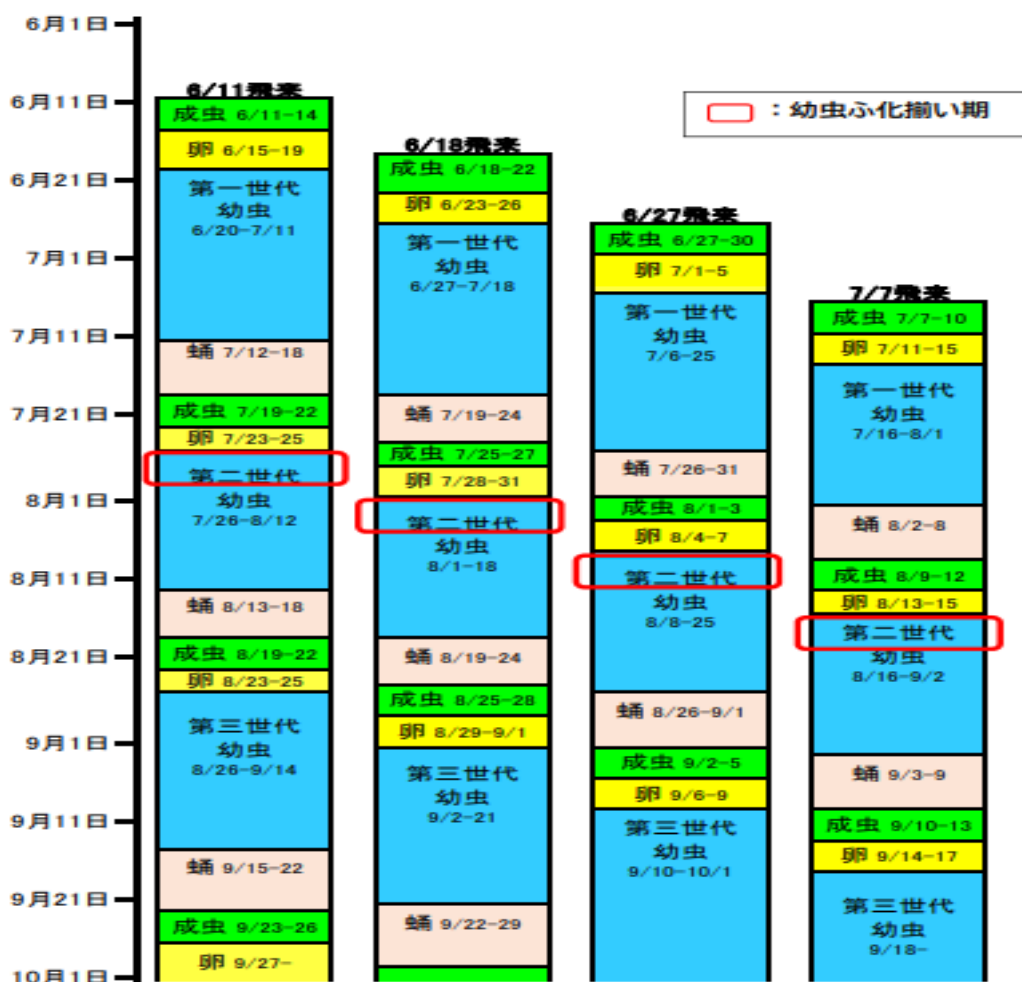 6月1日
6月11日
6月21日
7月1日
7月11日
7月21日
8月1日
8月11日
8月21日
9月1日
9月11日
9月21日
10月1日
：幼虫ふ化揃い期
6/11飛来
成虫 6/11-14
卵 6/15-19
第一世代
幼虫
6/20-7/11
蛹 7/12-18
成虫 7/19-22
卵 7/23-25
第二世代
幼虫
7/26-8/12
蛹 8/13-18
成虫 8/19-22
卵 8/23-25
第三世代
幼虫
8/26-9/14
蛹 9/15-22
成虫 9/23-26
卵 9/27-
6/18飛来
成虫 6/18-22
卵 6/23-26
第一世代
幼虫
6/27-7/18
蛹 7/19-24
成虫 7/25-27
卵 7/28-31
第二世代
幼虫
8/1-18
蛹 8/19-24
成虫 8/25-28
卵 8/29-9/1
第三世代
幼虫
9/2-21
蛹 9/22-29
6/27飛来
成虫 6/27-30
卵 7/1-5
第一世代
幼虫
7/6-25
蛹 7/26-31
成虫 8/1-3
卵 8/4-7
第二世代
幼虫
8/8-25
蛹 8/26-9/1
成虫 9/2-5
卵 9/6-9
第三世代
幼虫
9/10-10/1
7/7飛来
成虫 7/7-10
卵 7/11-15
第一世代
幼虫
7/16-8/1
蛹 8/2-8
成虫 8/9-12
卵 8/13-15
第二世代
幼虫
8/16-9/2
蛹 9/3-9
成虫 9/10-13
卵 9/14-17
第三世代
幼虫
9/18-